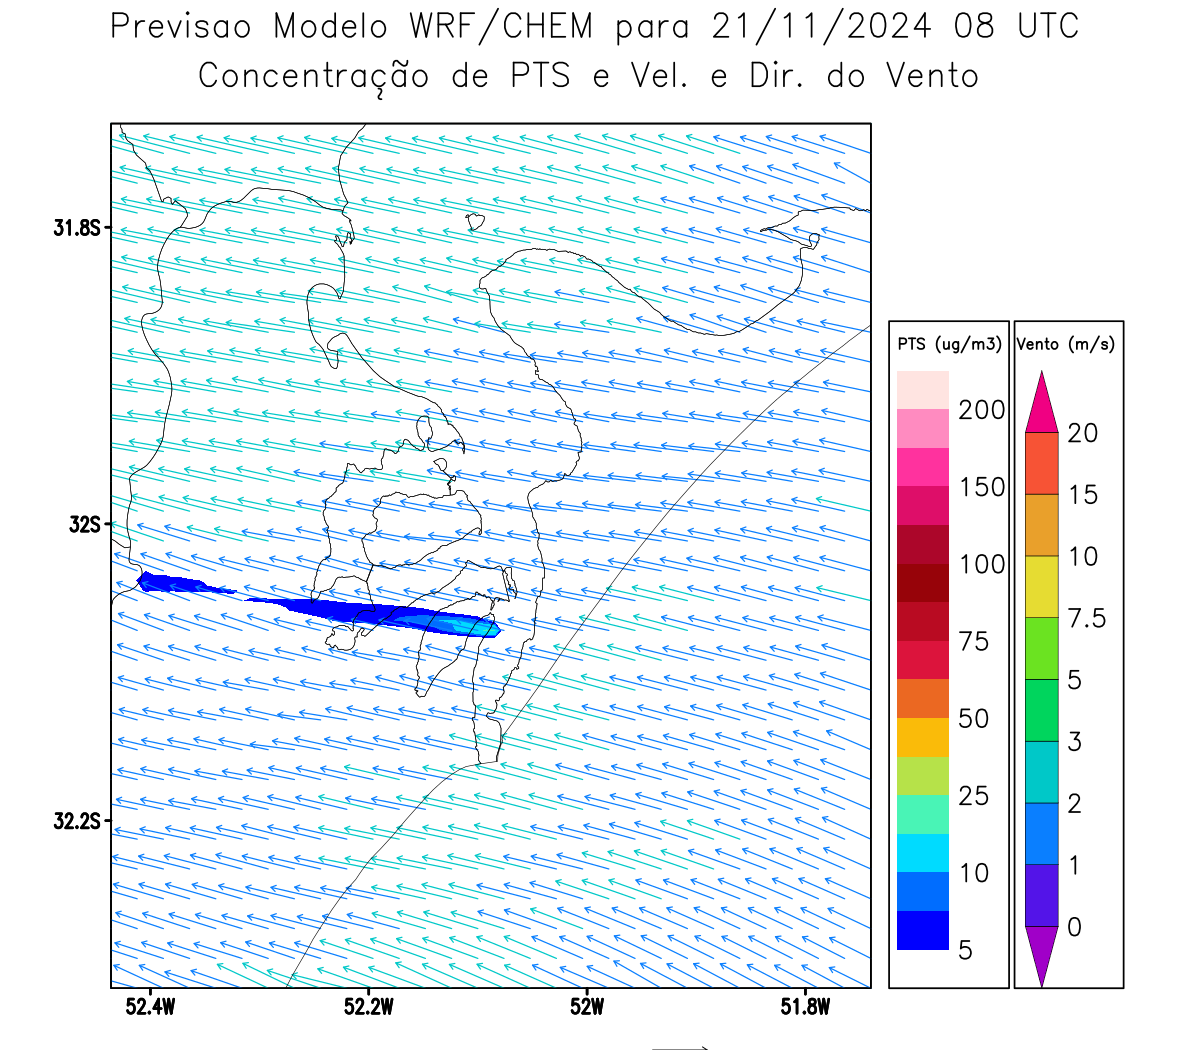 Previsao Modelo WRF/CHEM para 21/11/2024 08 UTC
Concentração de PTS e Vel. e Dir. do Vento
31.8S
32S
32.2S
52.4W
52.2W
52W
51.8W
PTS (ug/m3)
200
150
100
75
50
25
10
5
Vento (m/s)
20
15
10
7.5
5
3
2
1
0